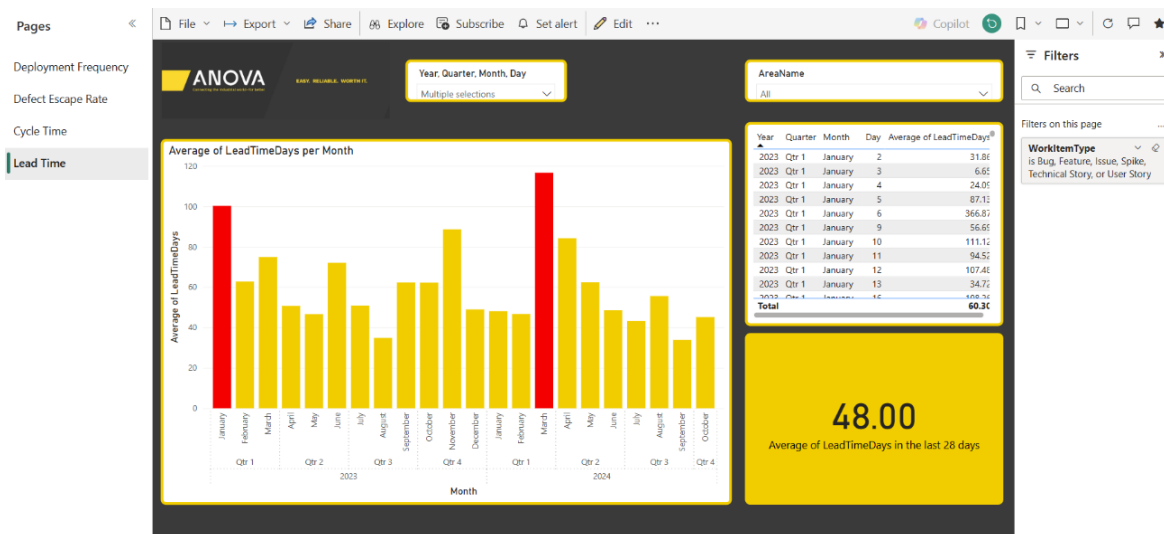 Pages
Deployment Frequency
Defect Escape Rate
Cycle Time
Lead Time
File
Export
Share
Explore
Subscribe
Set alert
Edit
Copilot
ANOVA
EASY. RELIABLE. WORTH IT.
Year, Quarter, Month, Day
Multiple selections
AreaName
All
Average of LeadTimeDays per Month
Average of LeadTimeDays
120
100
80
60
40
20
0
January February March April May June July August September October November December January February March April May June July August September October
Qtr 1 Qtr 2 Qtr 3 Qtr 4 Qtr 1 Qtr 2 Qtr 3 Qtr 4
2023 2024
Month
Year Quarter Month Day Average of LeadTimeDays
2023 Qtr 1 January 2 31.86
2023 Qtr 1 January 3 6.65
2023 Qtr 1 January 4 24.09
2023 Qtr 1 January 5 87.13
2023 Qtr 1 January 6 366.87
2023 Qtr 1 January 9 56.69
2023 Qtr 1 January 10 111.12
2023 Qtr 1 January 11 94.52
2023 Qtr 1 January 12 107.48
2023 Qtr 1 January 13 34.72
Total 60.30
48.00
Average of LeadTimeDays in the last 28 days
Filters
Search
Filters on this page
WorkItemType
is Bug, Feature, Issue, Spike,
Technical Story, or User Story